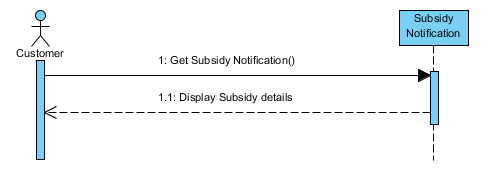 Subsidy
Notification
Customer
1: Get Subsidy Notification()
1.1: Display Subsidy details